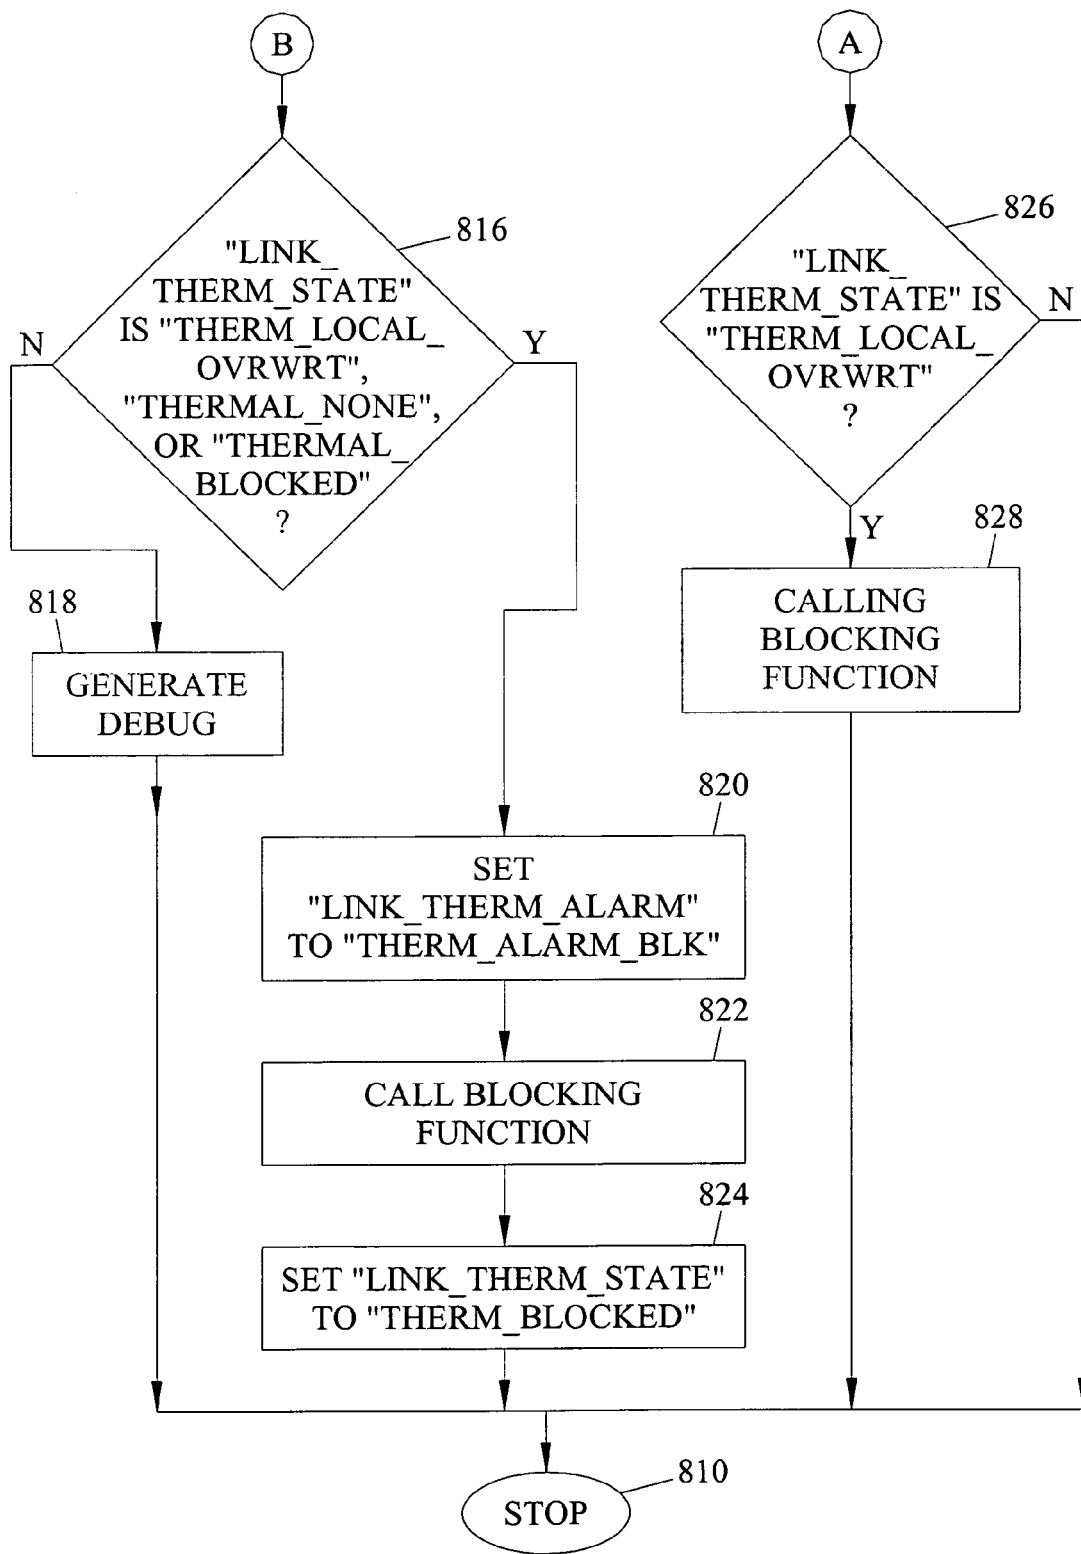 B
816
"LINK_
THERM_STATE"
IS "THERM_LOCAL_
OVRWRT",
"THERMAL_NONE",
OR "THERMAL_
BLOCKED"
?
N
Y
818
GENERATE
DEBUG
820
SET
"LINK_THERM_ALARM"
TO "THERM_ALARM_BLK"
822
CALL BLOCKING
FUNCTION
824
SET "LINK_THERM_STATE"
TO "THERM_BLOCKED"
A
826
"LINK_
THERM_STATE" IS
"THERM_LOCAL_
OVRWRT"
?
N
Y
828
CALLING
BLOCKING
FUNCTION
810
STOP